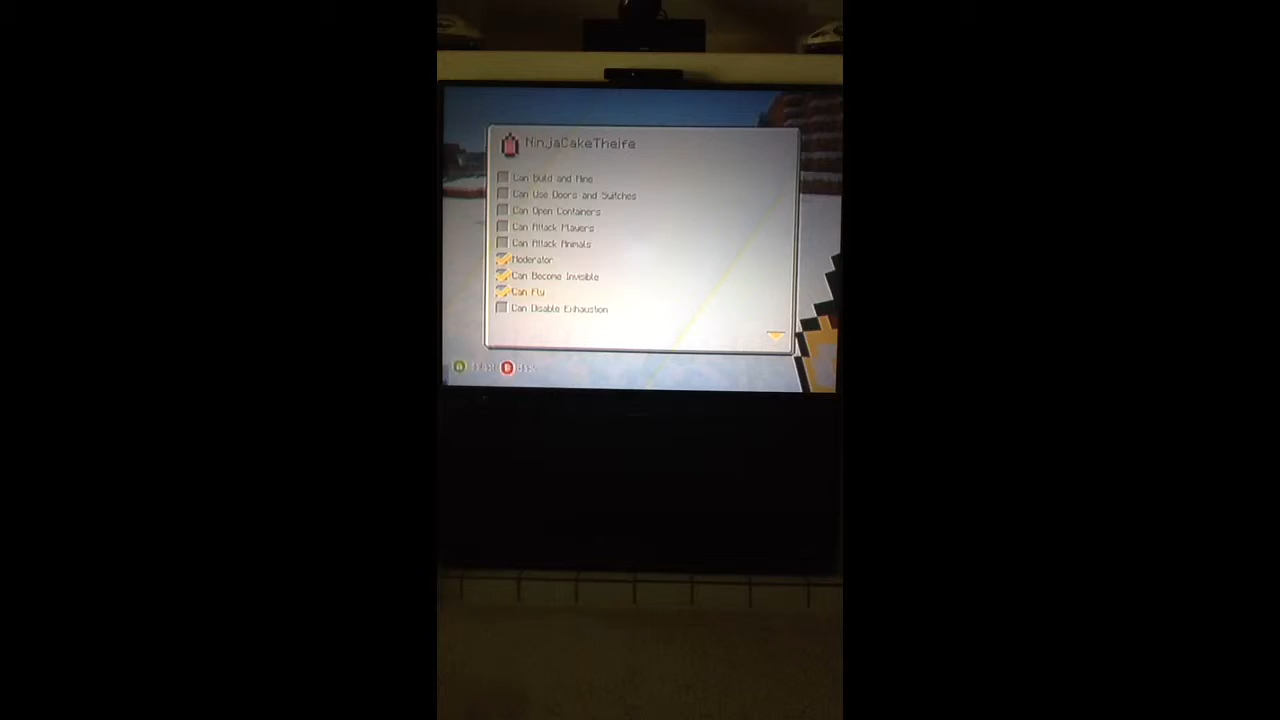 NinjaCakeTheife
Can Build and Mine
Can Use Doors and Switches
Can Open Containers
Can Attack Players
Can Attack Animals
Moderator
Can Become Invisible
Can Fly
Can Disable Exhaustion
A
B